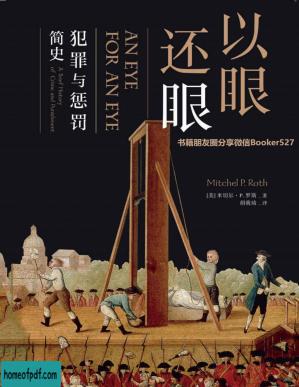 以眼
还眼
AN EYE
FOR AN EYE
犯罪与惩罚
简史
A Brief History
of Crime and Punishment
书籍朋友圈分享微信Booker527
Mitchel P. Roth
[美]米切尔·P. 罗斯 著
胡萌琦 译
homeofpdf.com